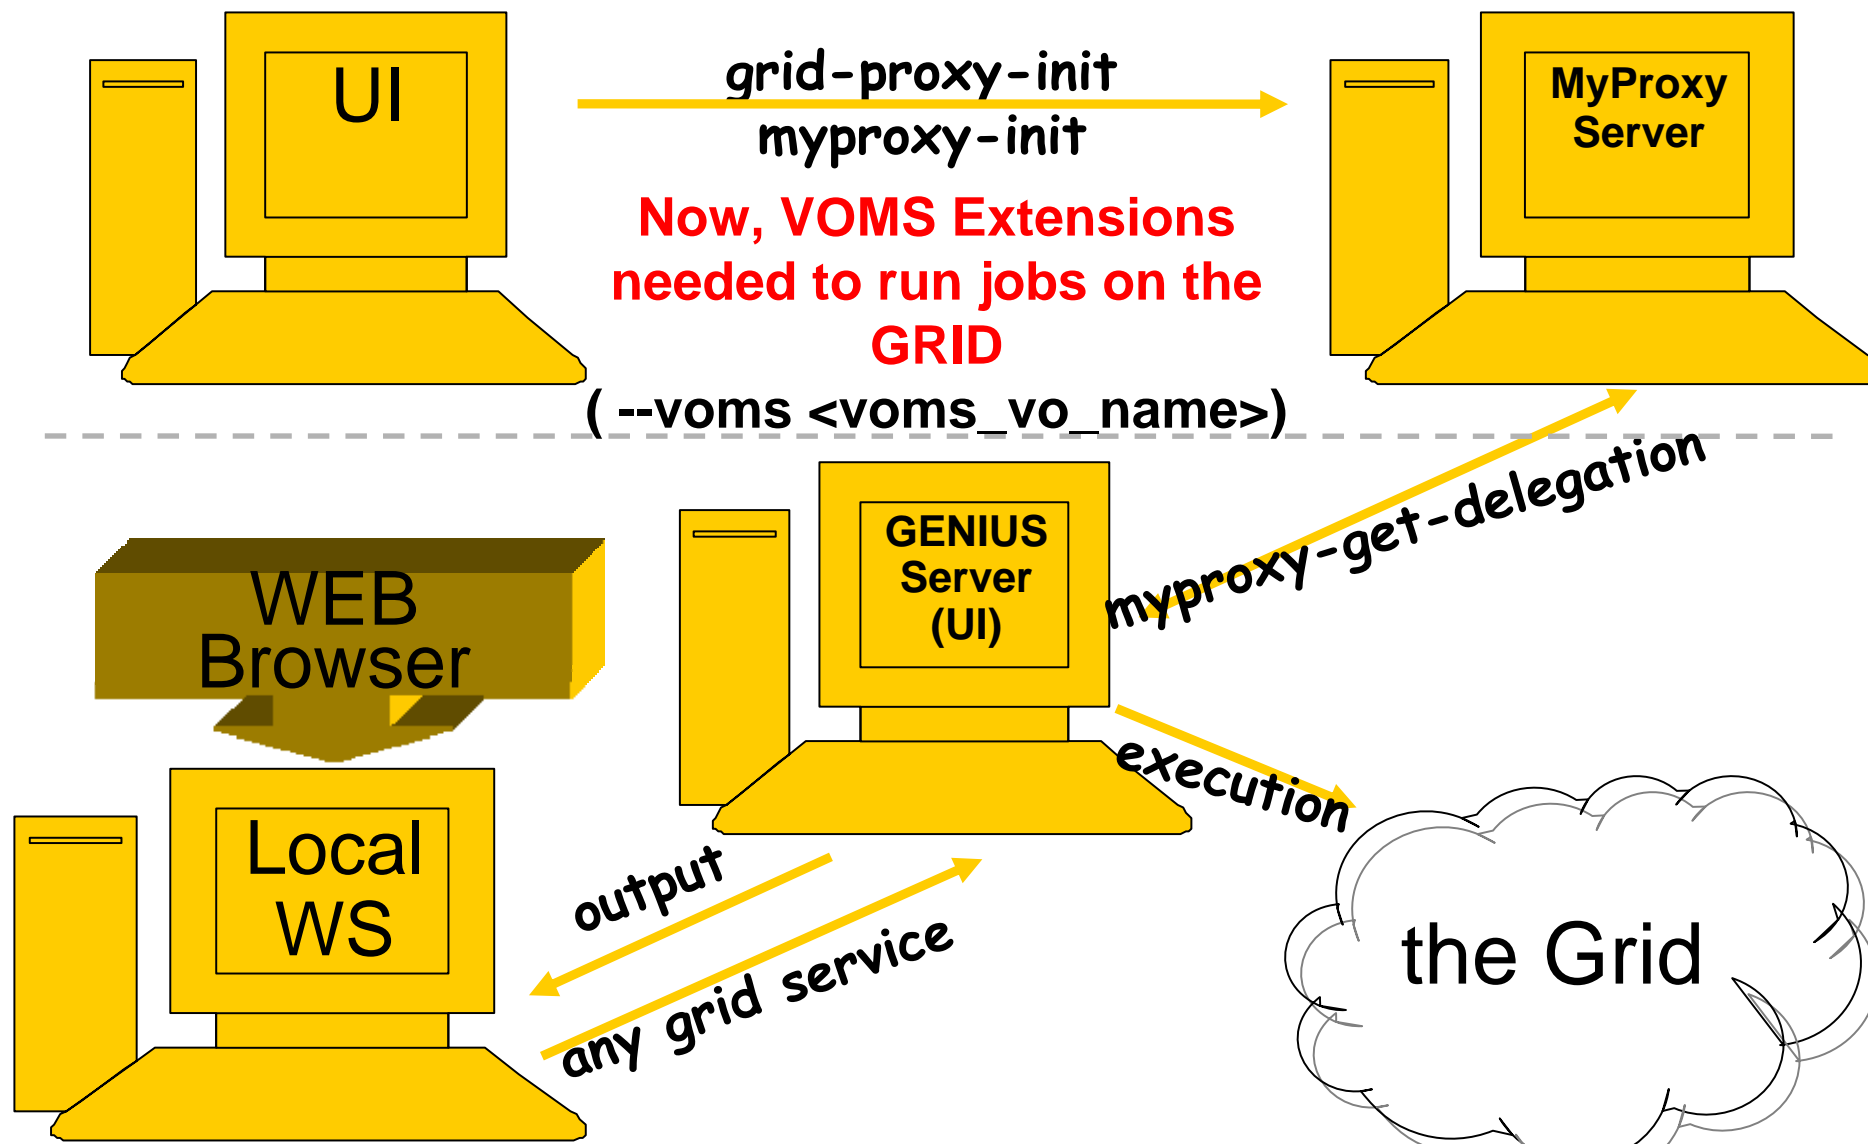 UI
grid-proxy-init
myproxy-init
MyProxy
Server
Now, VOMS Extensions
needed to run jobs on the
GRID
( --voms <voms_vo_name>)
myproxy-get-delegation
GENIUS
Server
(UI)
WEB
Browser
execution
Local
WS
output
any grid service
the Grid